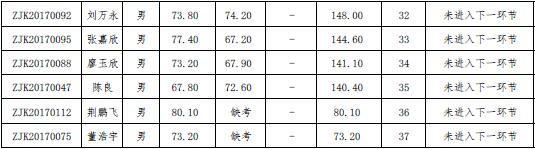 ZJK20170092 刘万永 男 73.80 74.20 - 148.00 32 未进入下一环节
ZJK20170095 张嘉欣 男 77.40 67.20 - 144.60 33 未进入下一环节
ZJK20170088 廖玉欣 男 73.20 67.90 - 141.10 34 未进入下一环节
ZJK20170047 陈良 男 67.80 72.60 - 140.40 35 未进入下一环节
ZJK20170112 荆鹏飞 男 80.10 缺考 - 80.10 36 未进入下一环节
ZJK20170075 董浩宇 男 73.20 缺考 - 73.20 37 未进入下一环节